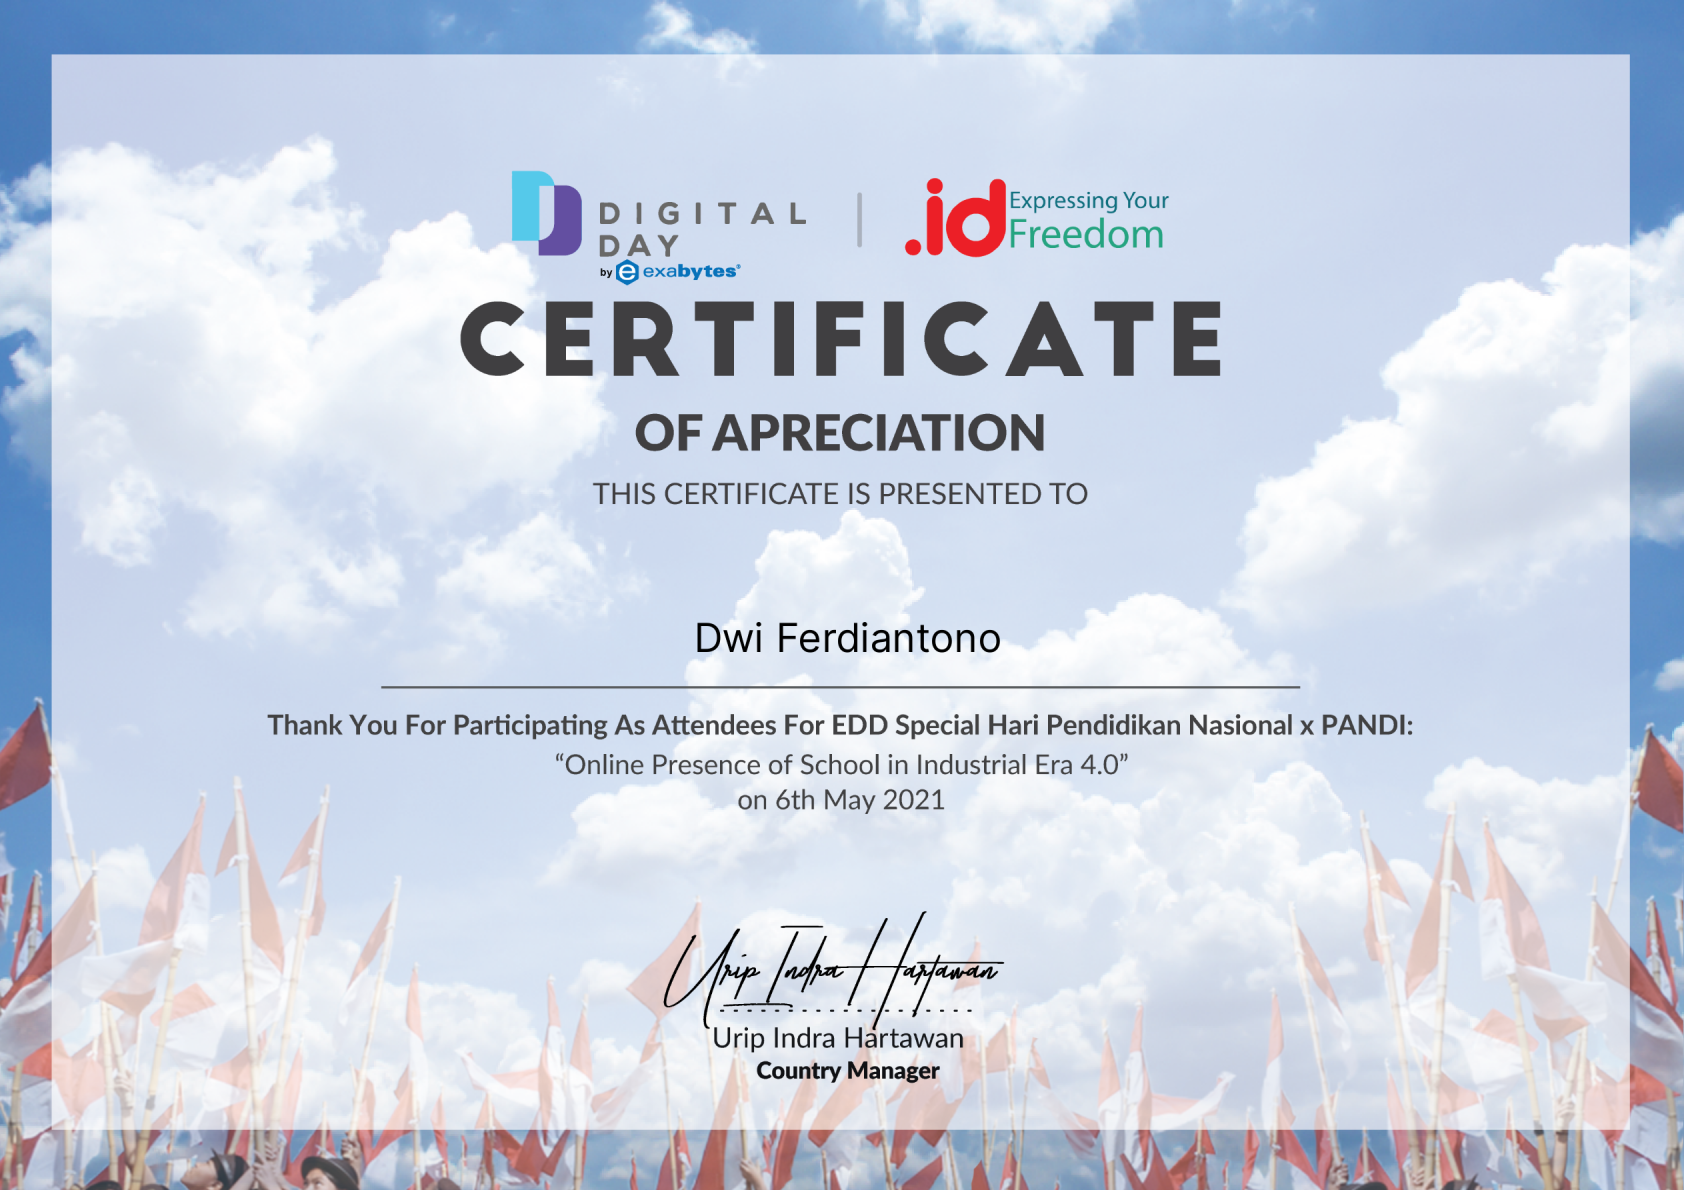 DIGITAL
DAY
by exabytes®
.id Expressing Your
Freedom
CERTIFICATE
OF APRECIATION
THIS CERTIFICATE IS PRESENTED TO
Dwi Ferdiantono
Thank You For Participating As Attendees For EDD Special Hari Pendidikan Nasional x PANDI:
“Online Presence of School in Industrial Era 4.0”
on 6th May 2021
Urip Indra Hartawan
Urip Indra Hartawan
Country Manager